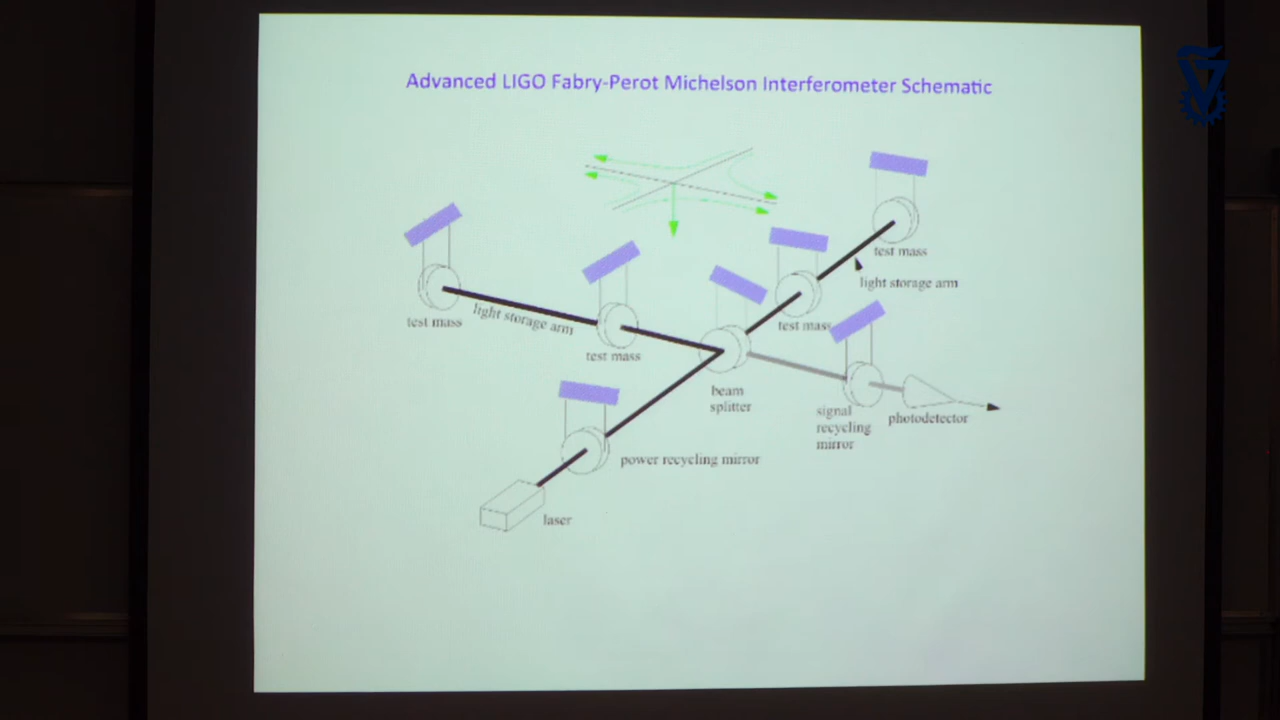 Advanced LIGO Fabry-Perot Michelson Interferometer Schematic
test mass
light storage arm
test mass
light storage arm
test mass
test mass
beam
splitter
signal
recycling
mirror
photodetector
power recycling mirror
laser